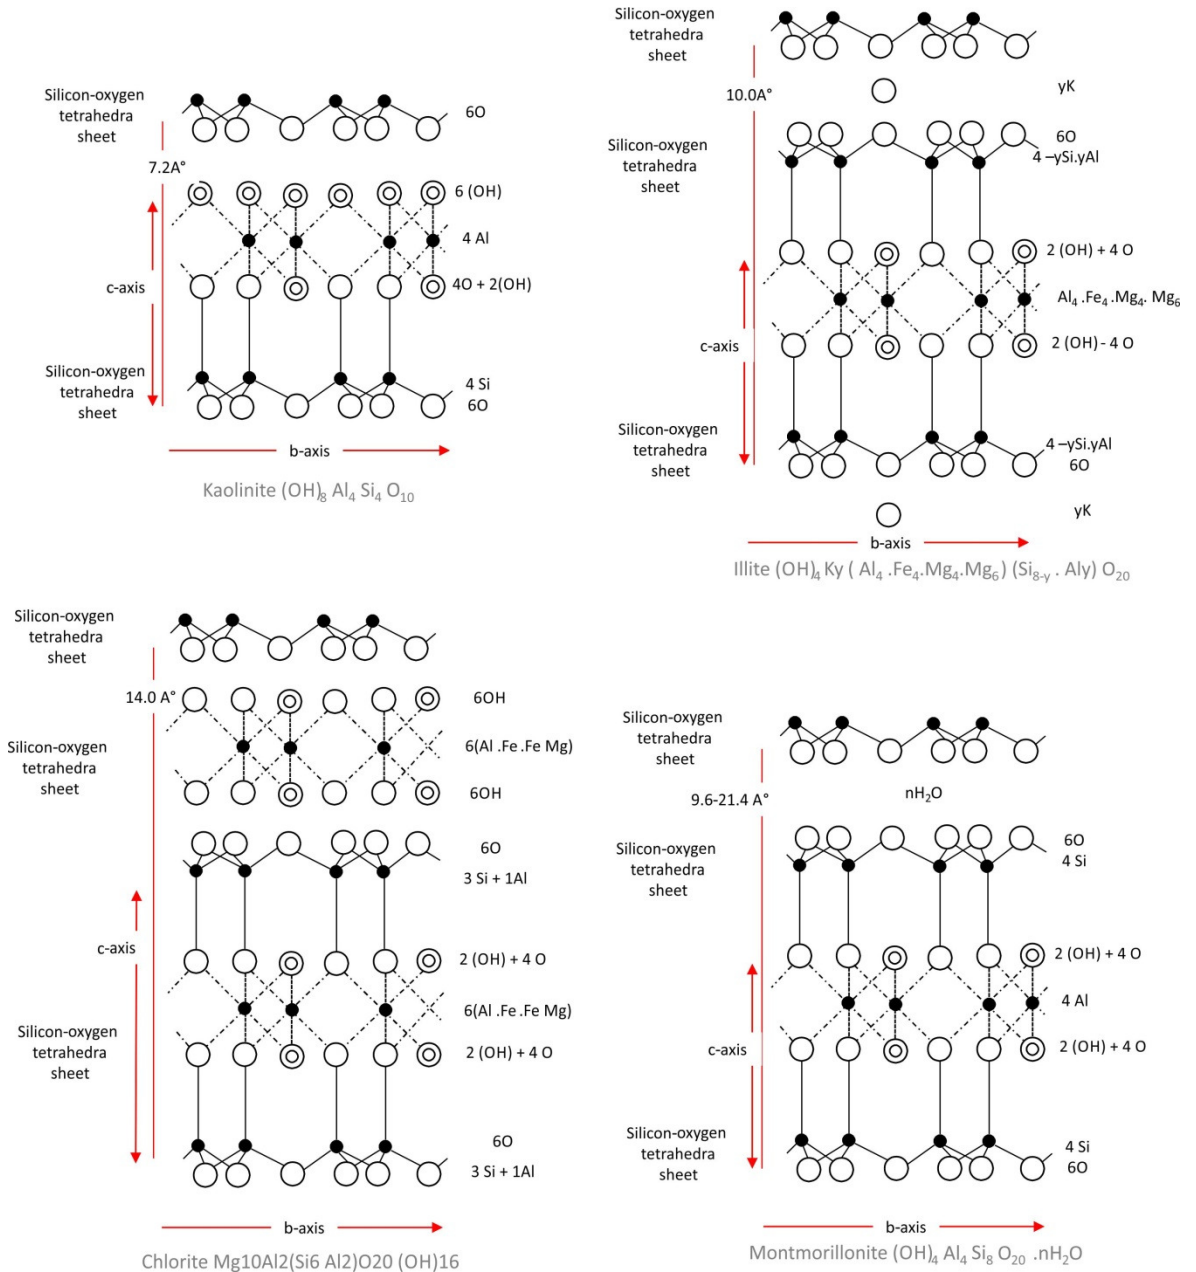 Silicon-oxygen
tetrahedra
sheet
6O
7.2A°
6 (OH)
4 Al
c-axis
4O + 2(OH)
Silicon-oxygen
tetrahedra
sheet
4 Si
6O
b-axis
Kaolinite (OH)8 Al4 Si4 O10
Silicon-oxygen
tetrahedra
sheet
10.0A°
yK
Silicon-oxygen
tetrahedra
sheet
6O
4 –ySi.yAl
2 (OH) + 4 O
Al4 .Fe4 .Mg4. Mg6
c-axis
2 (OH) - 4 O
Silicon-oxygen
tetrahedra
sheet
4 –ySi.yAl
6O
yK
b-axis
Illite (OH)4 Ky ( Al4 .Fe4.Mg4.Mg6) (Si8-y . Aly) O20
Silicon-oxygen
tetrahedra
sheet
14.0 A°
6OH
Silicon-oxygen
tetrahedra
sheet
6(Al .Fe .Fe Mg)
6OH
6O
3 Si + 1Al
c-axis
2 (OH) + 4 O
6(Al .Fe .Fe Mg)
Silicon-oxygen
tetrahedra
sheet
2 (OH) + 4 O
6O
3 Si + 1Al
b-axis
Chlorite Mg10Al2(Si6 Al2)O20 (OH)16
Silicon-oxygen
tetrahedra
sheet
nH2O
9.6-21.4 A°
Silicon-oxygen
tetrahedra
sheet
6O
4 Si
2 (OH) + 4 O
4 Al
c-axis
2 (OH) + 4 O
Silicon-oxygen
tetrahedra
sheet
4 Si
6O
b-axis
Montmorillonite (OH)4 Al4 Si8 O20 .nH2O